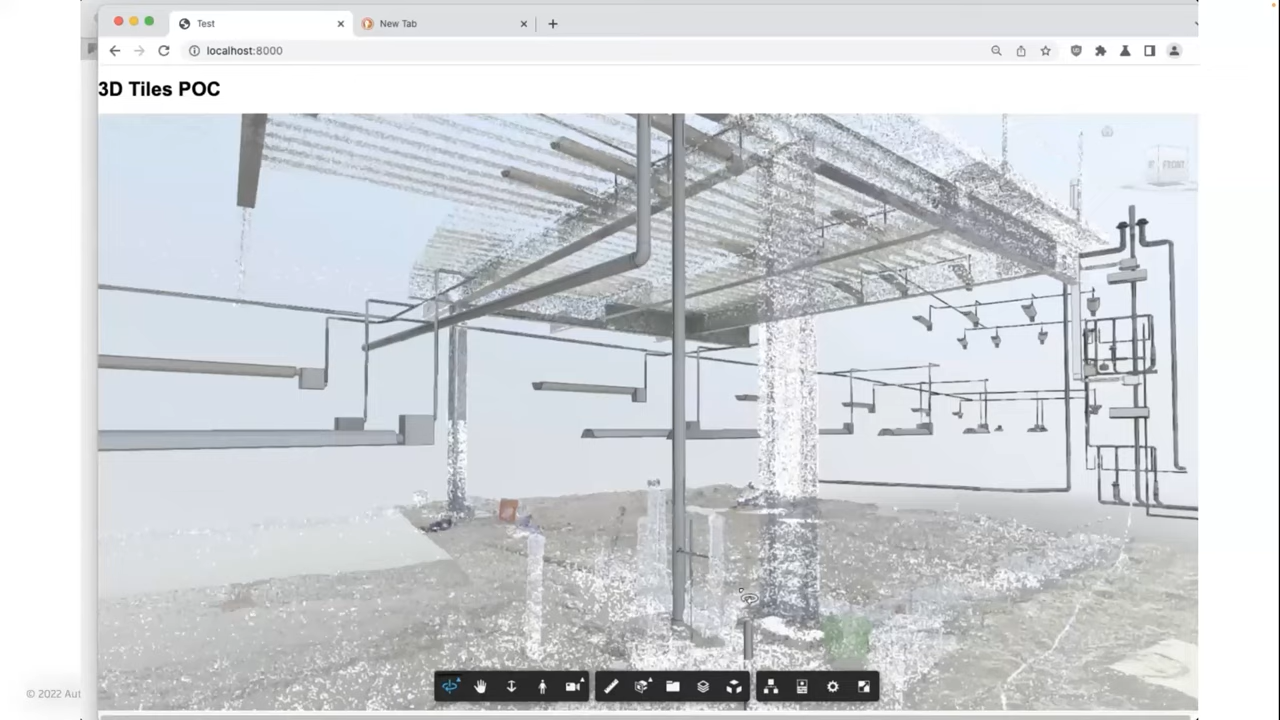 Test
New Tab
localhost:8000
3D Tiles POC
FRONT
© 2022 Aut